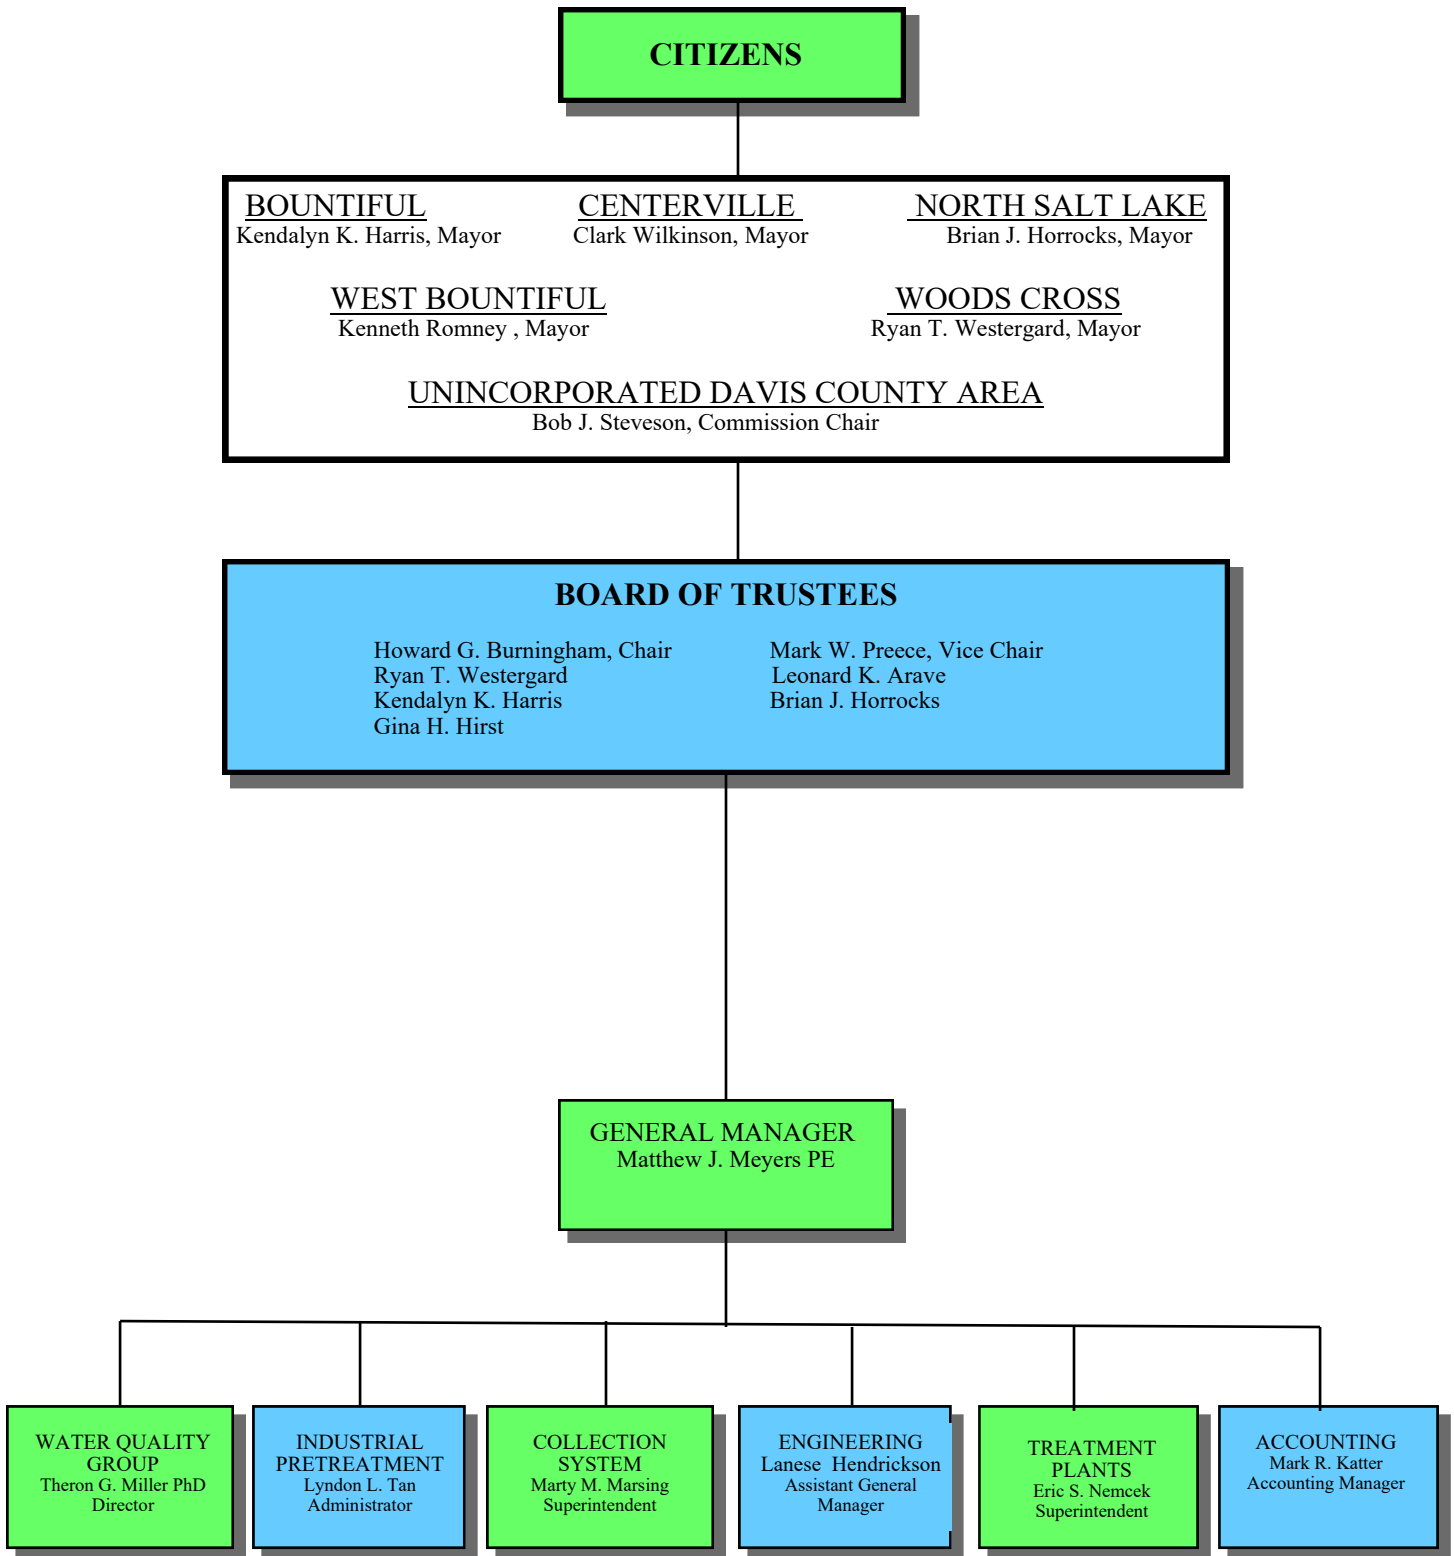 CITIZENS
BOUNTIFUL CENTERVILLE NORTH SALT LAKE
Kendalyn K. Harris, Mayor Clark Wilkinson, Mayor Brian J. Horrocks, Mayor
WEST BOUNTIFUL WOODS CROSS
Kenneth Romney , Mayor Ryan T. Westergard, Mayor
UNINCORPORATED DAVIS COUNTY AREA
Bob J. Steveson, Commission Chair
BOARD OF TRUSTEES
Howard G. Burningham, Chair Mark W. Preece, Vice Chair
Ryan T. Westergard Leonard K. Arave
Kendalyn K. Harris Brian J. Horrocks
Gina H. Hirst
GENERAL MANAGER
Matthew J. Meyers PE
WATER QUALITY
GROUP
Theron G. Miller PhD
Director
INDUSTRIAL
PRETREATMENT
Lyndon L. Tan
Administrator
COLLECTION
SYSTEM
Marty M. Marsing
Superintendent
ENGINEERING
Lanese Hendrickson
Assistant General
Manager
TREATMENT
PLANTS
Eric S. Nemcek
Superintendent
ACCOUNTING
Mark R. Katter
Accounting Manager